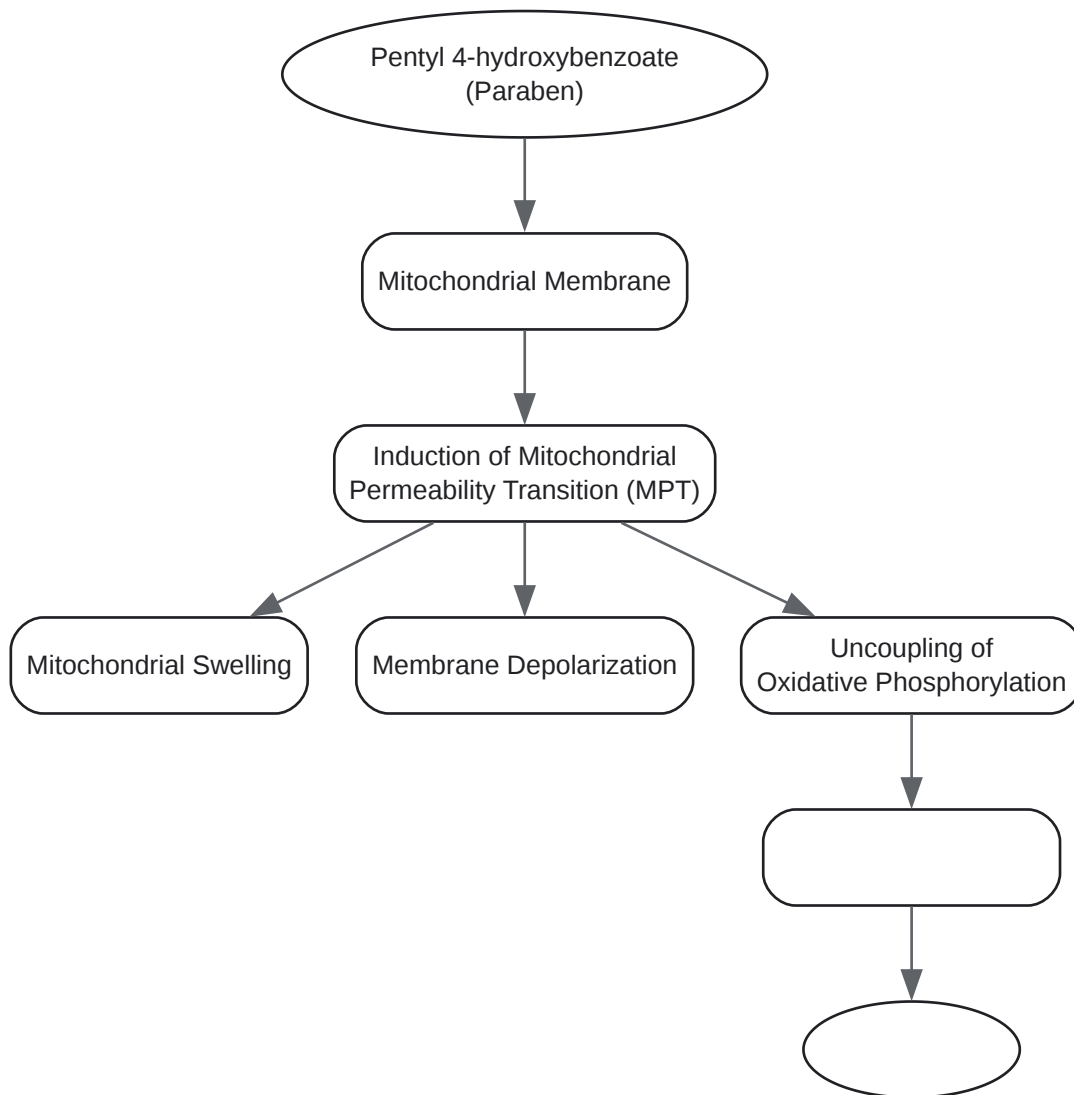 Pentyl 4-hydroxybenzoate
(Paraben)
Mitochondrial Membrane
Induction of Mitochondrial
Permeability Transition (MPT)
Mitochondrial Swelling
Membrane Depolarization
Uncoupling of
Oxidative Phosphorylation